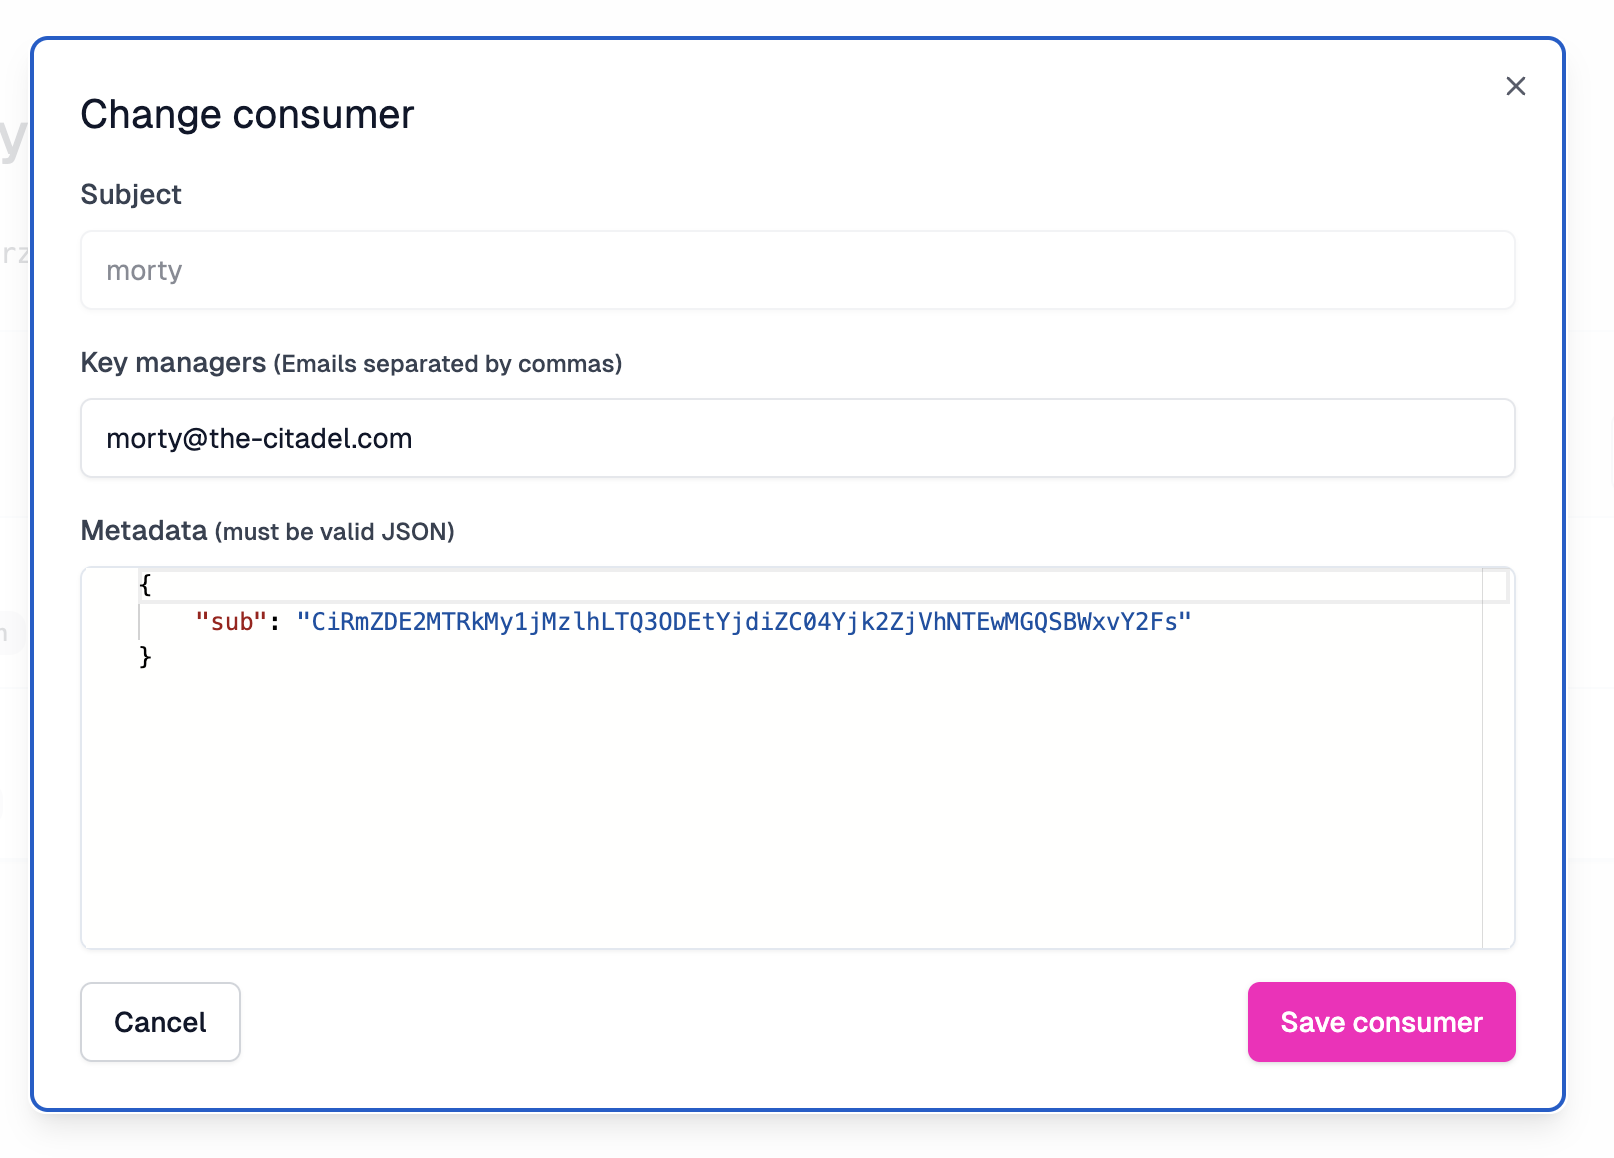 Change consumer
Subject
morty
Key managers (Emails separated by commas)
morty@the-citadel.com
Metadata (must be valid JSON)
{
"sub": "CiRmZDE2MTRkMy1jMzlhLTQ3ODEtYjdiZC04Yjk2ZjVhNTEwMGQSBWxvY2Fs"
}
Cancel
Save consumer